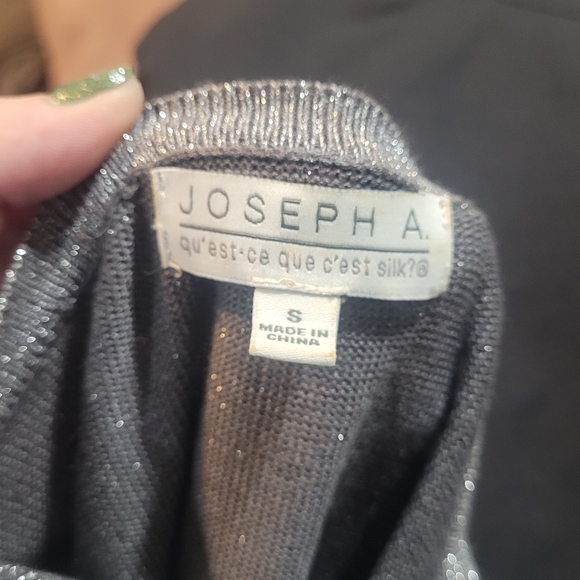 JOSEPH A.
qu'est-ce que c'est silk?®
S
MADE IN
CHINA